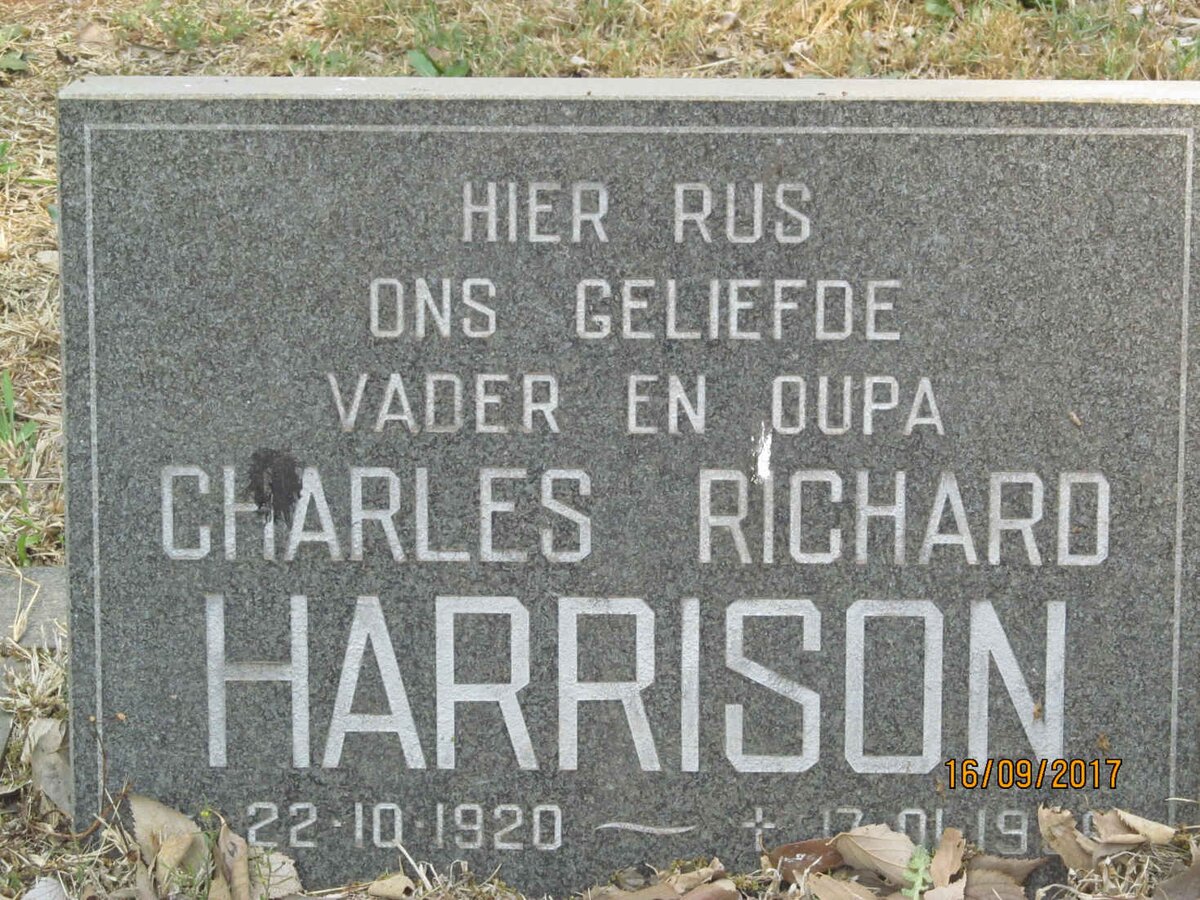 HIER RUS
ONS GELIEFDE
VADER EN OUPA
CHARLES RICHARD
HARRISON
16/09/2017
22-10-1920 ~ +